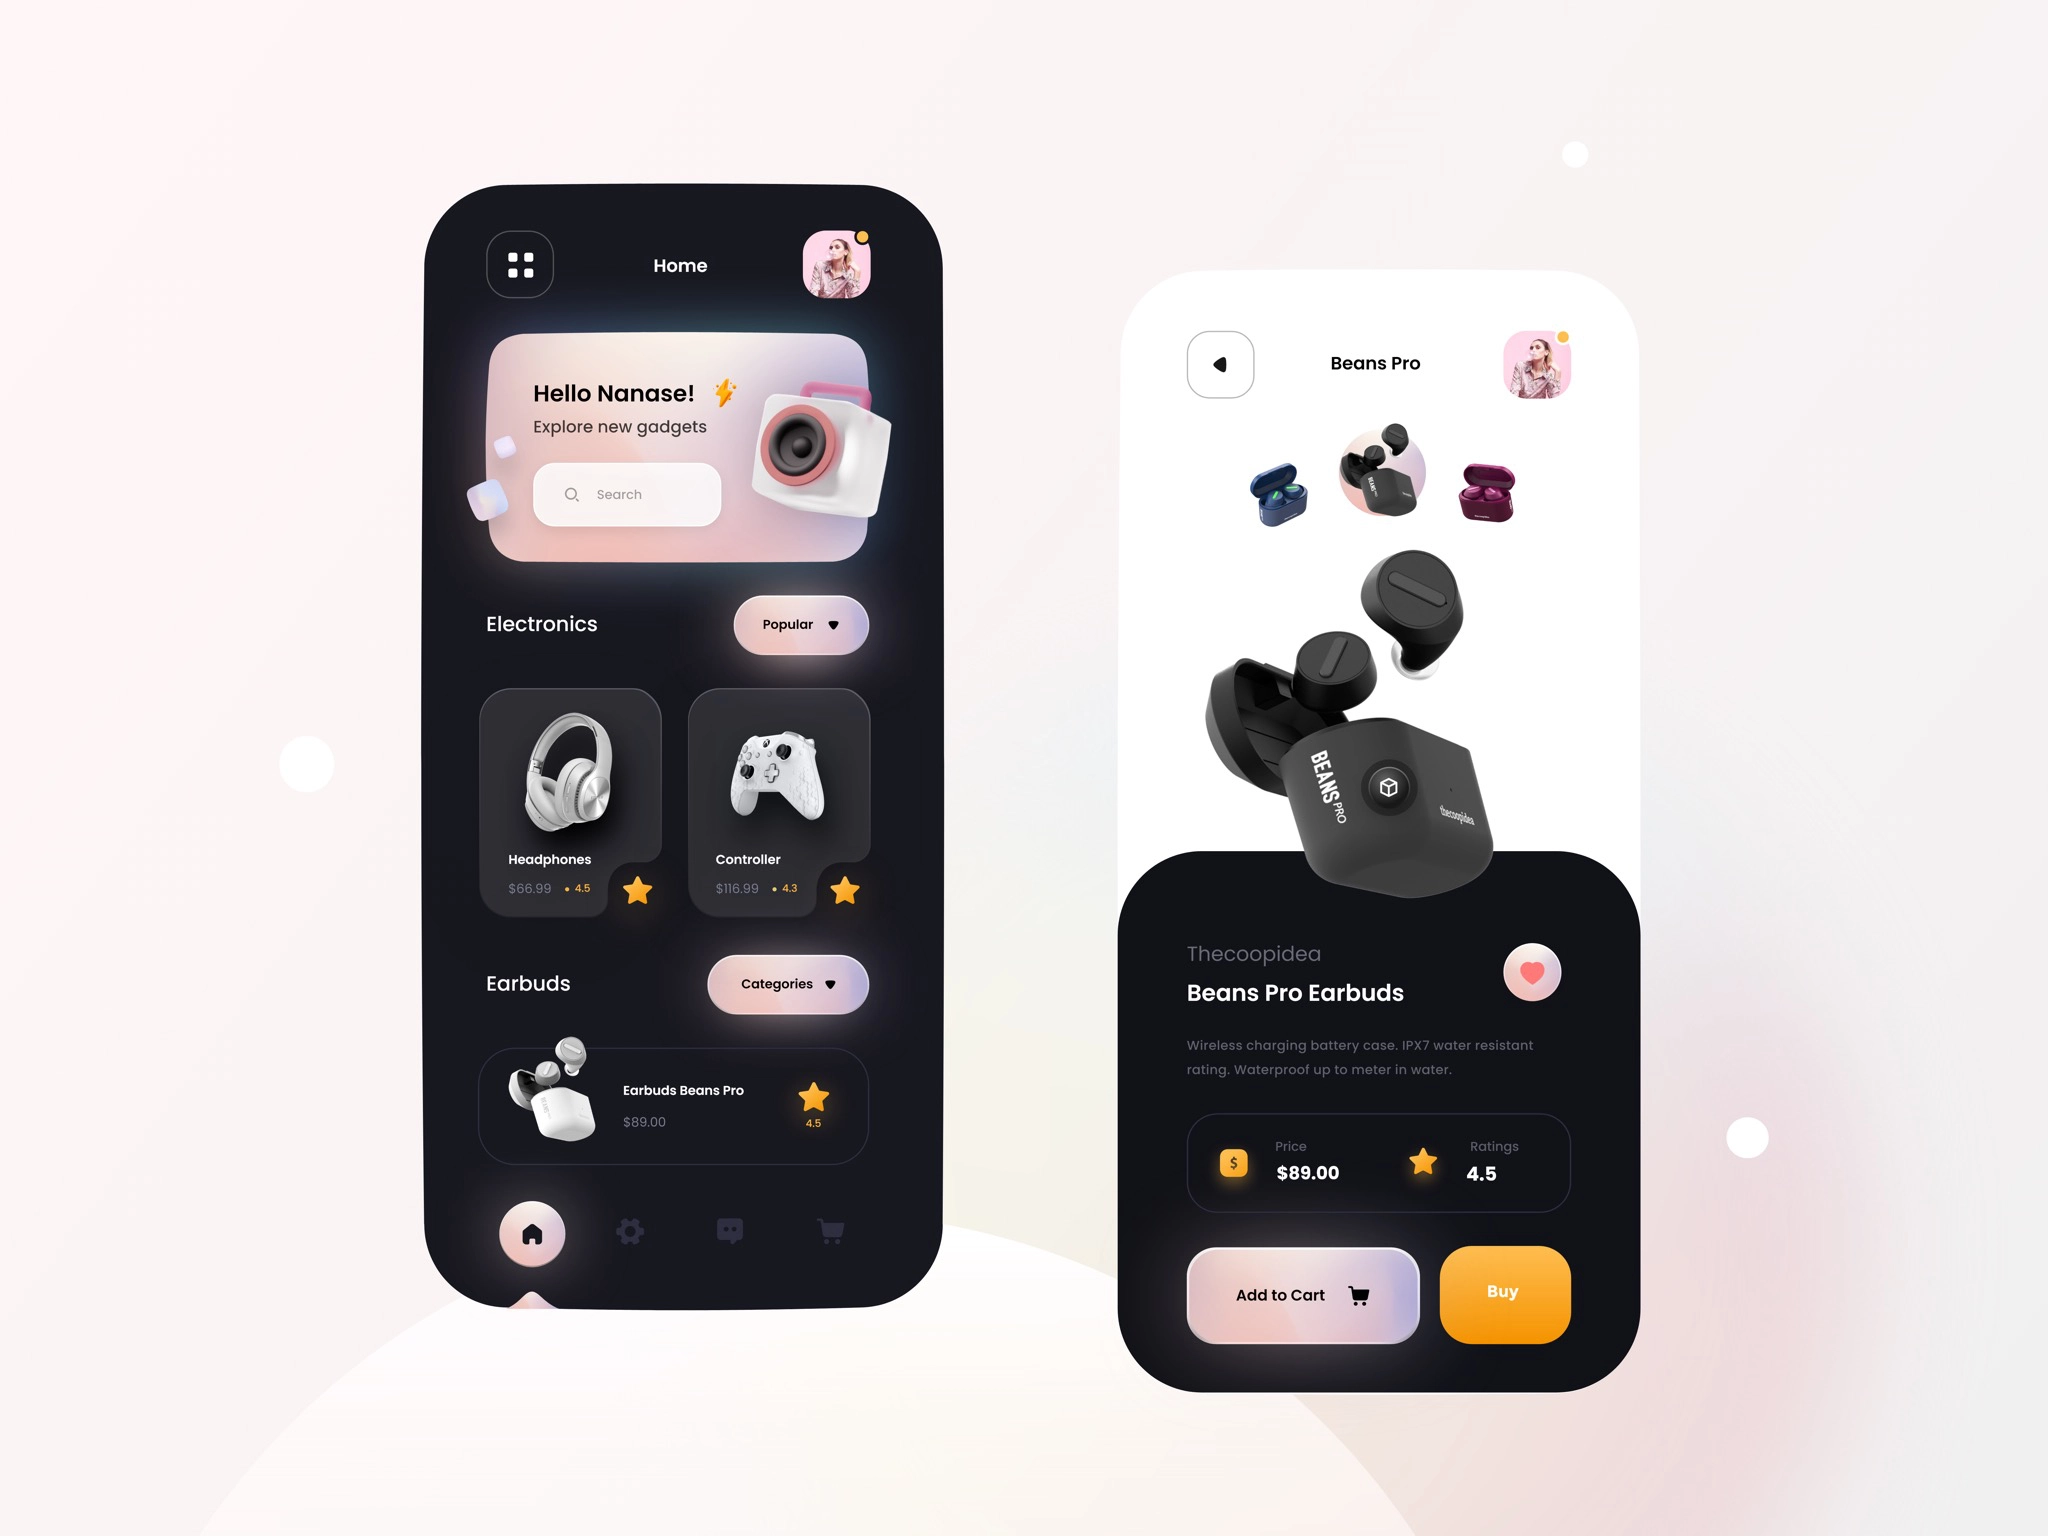 Home
Hello Nanase!
Explore new gadgets
Search
Electronics
Popular
Headphones
$66.99 • 4.5
Controller
$116.99 • 4.3
Earbuds
Categories
Earbuds Beans Pro
$89.00
4.5
Beans Pro
BEANS PRO
thecoopidea
Thecoopidea
Beans Pro Earbuds
Wireless charging battery case. IPX7 water resistant
rating. Waterproof up to meter in water.
$
Price
$89.00
Ratings
4.5
Add to Cart
Buy